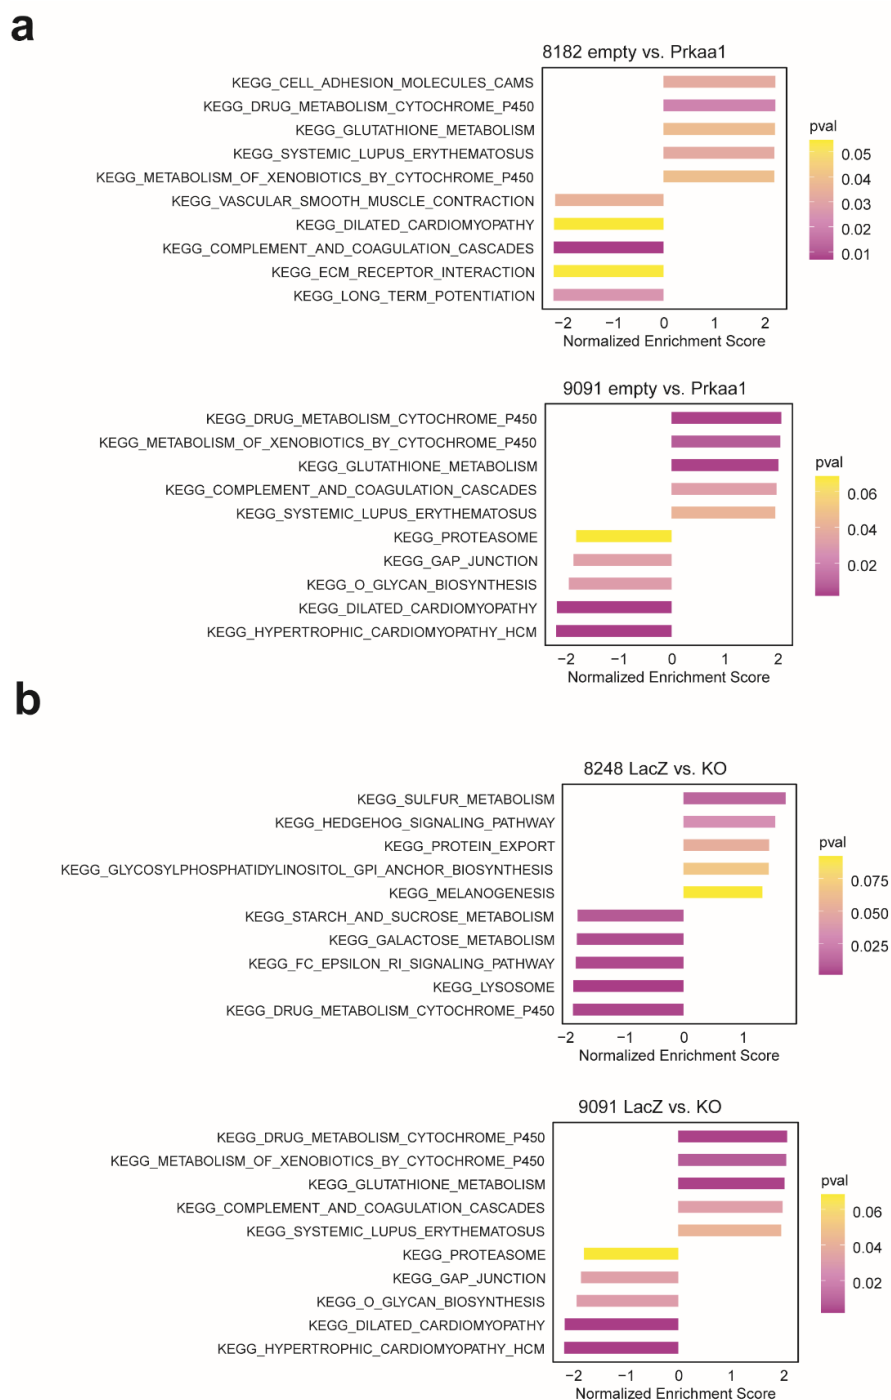 a
8182 empty vs. Prkaa1
KEGG_CELL_ADHESION_MOLECULES_CAMS
KEGG_DRUG_METABOLISM_CYTOCHROME_P450
KEGG_GLUTATHIONE_METABOLISM
KEGG_SYSTEMIC_LUPUS_ERYTHEMATOSUS
KEGG_METABOLISM_OF_XENOBIOTICS_BY_CYTOCHROME_P450
KEGG_VASCULAR_SMOOTH_MUSCLE_CONTRACTION
KEGG_DILATED_CARDIOMYOPATHY
KEGG_COMPLEMENT_AND_COAGULATION_CASCADES
KEGG_ECM_RECEPTOR_INTERACTION
KEGG_LONG_TERM_POTENTIATION
−2 −1 0 1 2
Normalized Enrichment Score
pval
0.05
0.04
0.03
0.02
0.01
9091 empty vs. Prkaa1
KEGG_DRUG_METABOLISM_CYTOCHROME_P450
KEGG_METABOLISM_OF_XENOBIOTICS_BY_CYTOCHROME_P450
KEGG_GLUTATHIONE_METABOLISM
KEGG_COMPLEMENT_AND_COAGULATION_CASCADES
KEGG_SYSTEMIC_LUPUS_ERYTHEMATOSUS
KEGG_PROTEASOME
KEGG_GAP_JUNCTION
KEGG_O_GLYCAN_BIOSYNTHESIS
KEGG_DILATED_CARDIOMYOPATHY
KEGG_HYPERTROPHIC_CARDIOMYOPATHY_HCM
−2 −1 0 1 2
Normalized Enrichment Score
pval
0.06
0.04
0.02
b
8248 LacZ vs. KO
KEGG_SULFUR_METABOLISM
KEGG_HEDGEHOG_SIGNALING_PATHWAY
KEGG_PROTEIN_EXPORT
KEGG_GLYCOSYLPHOSPHATIDYLINOSITOL_GPI_ANCHOR_BIOSYNTHESIS
KEGG_MELANOGENESIS
KEGG_STARCH_AND_SUCROSE_METABOLISM
KEGG_GALACTOSE_METABOLISM
KEGG_FC_EPSILON_RI_SIGNALING_PATHWAY
KEGG_LYSOSOME
KEGG_DRUG_METABOLISM_CYTOCHROME_P450
−2 −1 0 1
Normalized Enrichment Score
pval
0.075
0.050
0.025
9091 LacZ vs. KO
KEGG_DRUG_METABOLISM_CYTOCHROME_P450
KEGG_METABOLISM_OF_XENOBIOTICS_BY_CYTOCHROME_P450
KEGG_GLUTATHIONE_METABOLISM
KEGG_COMPLEMENT_AND_COAGULATION_CASCADES
KEGG_SYSTEMIC_LUPUS_ERYTHEMATOSUS
KEGG_PROTEASOME
KEGG_GAP_JUNCTION
KEGG_O_GLYCAN_BIOSYNTHESIS
KEGG_DILATED_CARDIOMYOPATHY
KEGG_HYPERTROPHIC_CARDIOMYOPATHY_HCM
−2 −1 0 1 2
Normalized Enrichment Score
pval
0.06
0.04
0.02